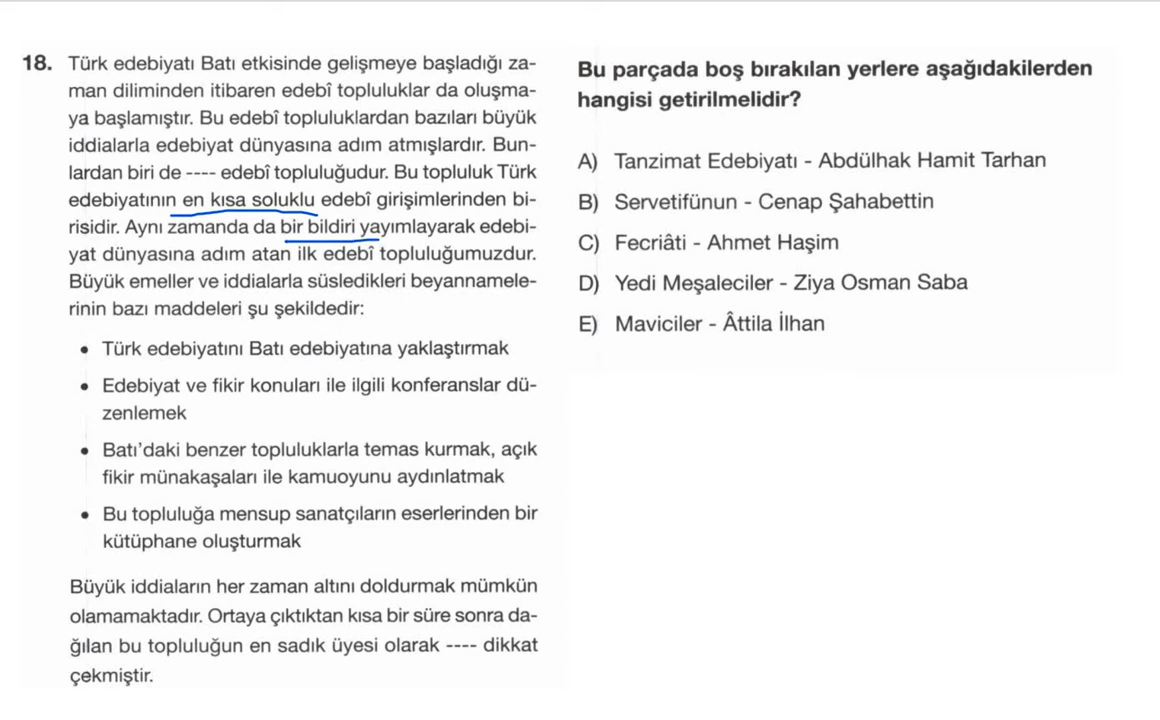 18. Türk edebiyatı Batı etkisinde gelişmeye başladığı za-
man diliminden itibaren edebî topluluklar da oluşma-
ya başlamıştır. Bu edebî topluluklardan bazıları büyük
iddialarla edebiyat dünyasına adım atmışlardır. Bun-
lardan biri de ---- edebî topluluğudur. Bu topluluk Türk
edebiyatının en kısa soluklu edebî girişimlerinden bi-
risidir. Aynı zamanda da bir bildiri yayımlayarak edebi-
yat dünyasına adım atan ilk edebî topluluğumuzdur.
Büyük emeller ve iddialarla süsledikleri beyannamele-
rinin bazı maddeleri şu şekildedir:
• Türk edebiyatını Batı edebiyatına yaklaştırmak
• Edebiyat ve fikir konuları ile ilgili konferanslar dü-
zenlemek
• Batı’daki benzer topluluklarla temas kurmak, açık
fikir münakaşaları ile kamuoyunu aydınlatmak
• Bu topluluğa mensup sanatçıların eserlerinden bir
kütüphane oluşturmak
Büyük iddiaların her zaman altını doldurmak mümkün
olamamaktadır. Ortaya çıktıktan kısa bir süre sonra da-
ğılan bu topluluğun en sadık üyesi olarak ---- dikkat
çekmiştir.
Bu parçada boş bırakılan yerlere aşağıdakilerden
hangisi getirilmelidir?
A) Tanzimat Edebiyatı - Abdülhak Hamit Tarhan
B) Servetifünun - Cenap Şahabettin
C) Fecriâti - Ahmet Haşim
D) Yedi Meşaleciler - Ziya Osman Saba
E) Maviciler - Âttila İlhan